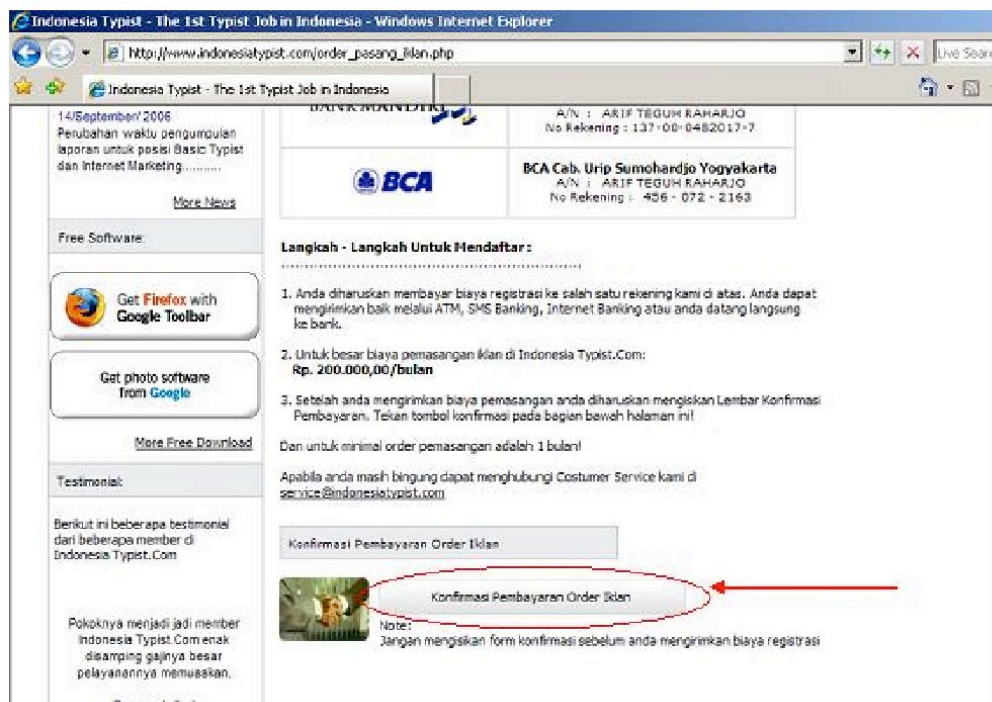 Indonesia Typist - The 1st Typist Job in Indonesia - Windows Internet Explorer
http://www.indonesiatypist.com/order_pasang_iklan.php
Live Sear
Indonesia Typist - The 1st Typist Job in Indonesia
14/September/ 2006
Perubahan waktu pengumpulan
laporan untuk posisi Basic Typist
dan Internet Marketing..........
More News
Free Software:
Get Firefox with
Google Toolbar
Get photo software
from Google
More Free Download
Testimonial:
Berikut ini beberapa testimonial
dari beberapa member di
Indonesia Typist.Com
Pokoknya menjadi jadi member
Indonesia Typist.Com enak
disamping gajinya besar
pelayanannya memuaskan.
BANK MANDIRI
A/N : ARIF TEGUH RAHARJO
No Rekening : 137-00-0482017-7
BCA
BCA Cab. Urip Sumohardjo Yogyakarta
A/N : ARIF TEGUH RAHARJO
No Rekening : 456 - 072 - 2163
Langkah - Langkah Untuk Mendaftar :
1. Anda diharuskan membayar biaya registrasi ke salah satu rekening kami di atas. Anda dapat
mengirimkan baik melalui ATM, SMS Banking, Internet Banking atau anda datang langsung
ke bank.
2. Untuk besar biaya pemasangan iklan di Indonesia Typist.Com:
Rp. 200.000,00/bulan
3. Setelah anda mengirimkan biaya pemasangan anda diharuskan mengisikan Lembar Konfirmasi
Pembayaran. Tekan tombol konfirmasi pada bagian bawah halaman ini!
Dan untuk minimal order pemasangan adalah 1 bulan!
Apabila anda masih bingung dapat menghubungi Costumer Service kami di
service@indonesiatypist.com
Konfirmasi Pembayaran Order Iklan
Konfirmasi Pembayaran Order Iklan
Note:
Jangan mengisikan form konfirmasi sebelum anda mengirimkan biaya registrasi